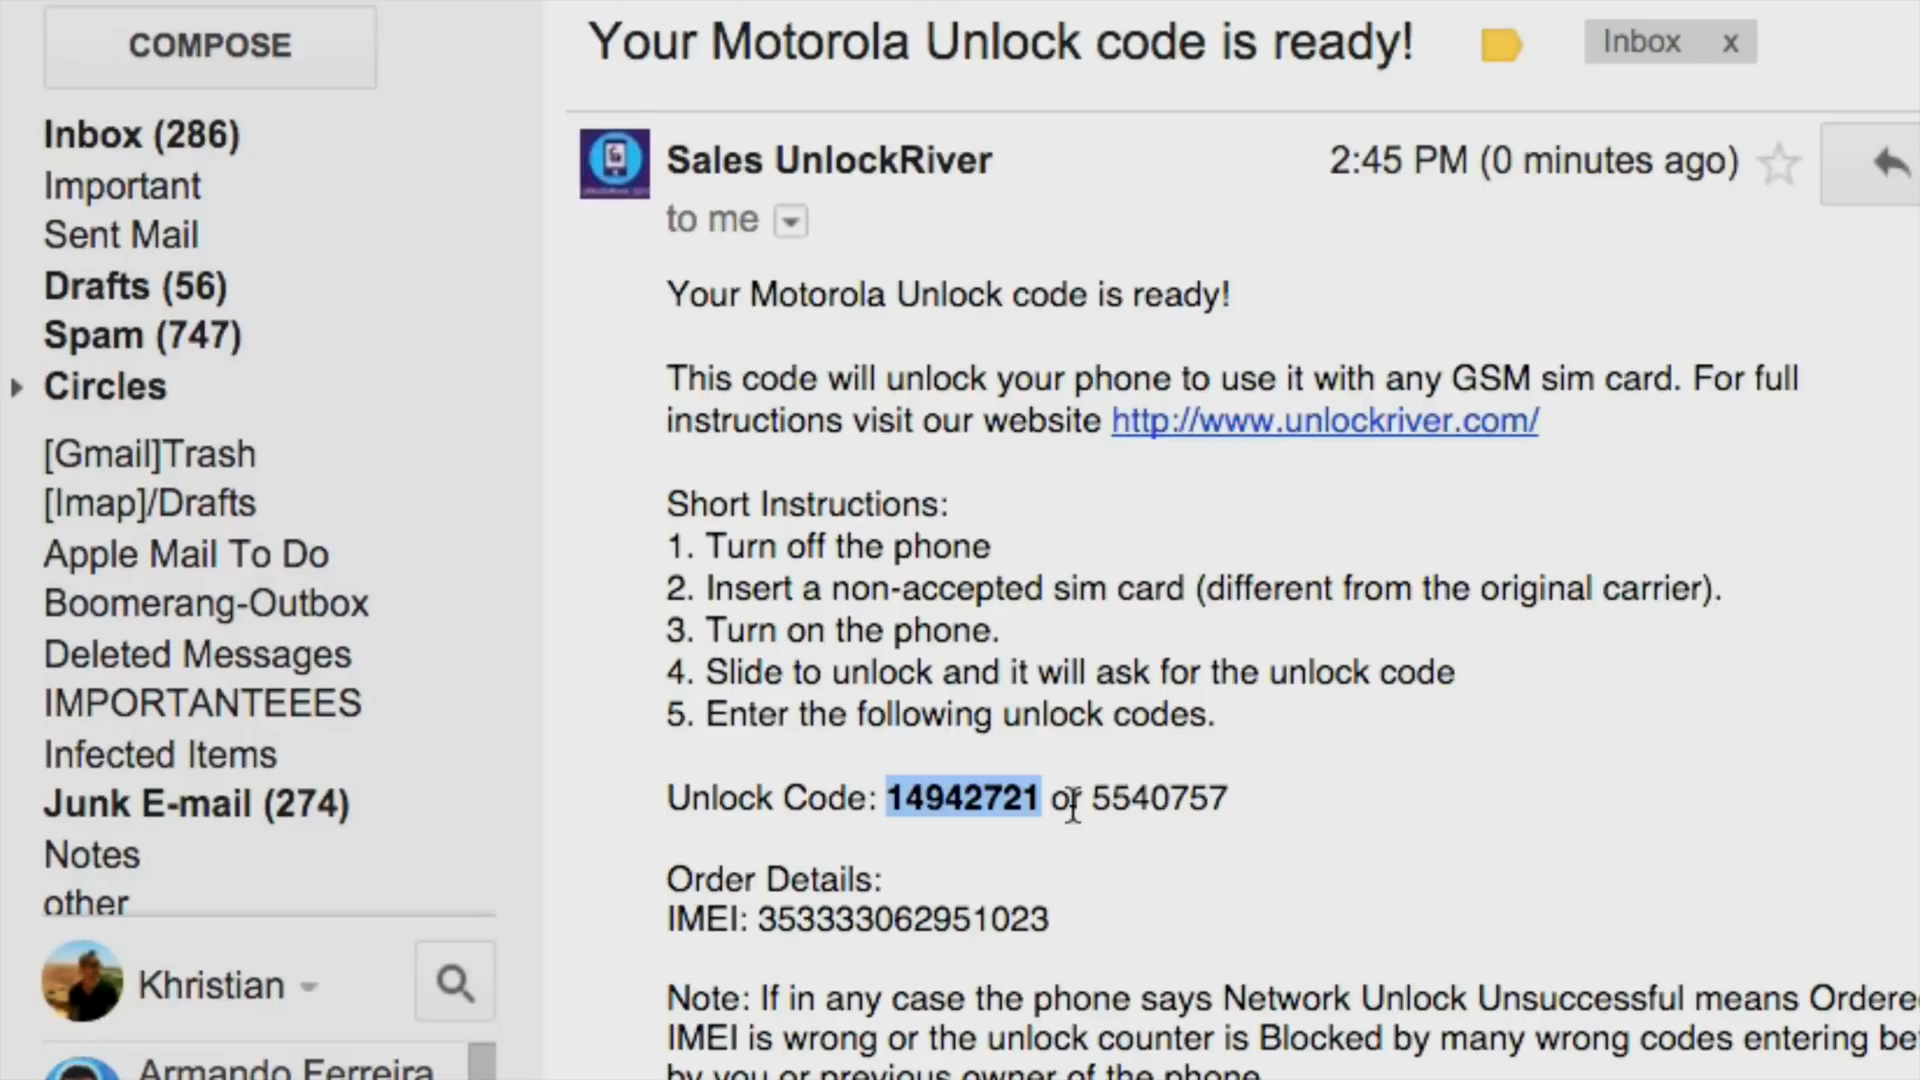 COMPOSE
Inbox (286)
Important
Sent Mail
Drafts (56)
Spam (747)
Circles
[Gmail]Trash
[Imap]/Drafts
Apple Mail To Do
Boomerang-Outbox
Deleted Messages
IMPORTANTEEES
Infected Items
Junk E-mail (274)
Notes
other
Khristian
Armando Ferreira
Your Motorola Unlock code is ready!
Inbox x
Sales UnlockRiver
2:45 PM (0 minutes ago)
to me
Your Motorola Unlock code is ready!
This code will unlock your phone to use it with any GSM sim card. For full
instructions visit our website http://www.unlockriver.com/
Short Instructions:
1. Turn off the phone
2. Insert a non-accepted sim card (different from the original carrier).
3. Turn on the phone.
4. Slide to unlock and it will ask for the unlock code
5. Enter the following unlock codes.
Unlock Code: 14942721 or 5540757
Order Details:
IMEI: 353333062951023
Note: If in any case the phone says Network Unlock Unsuccessful means
IMEI is wrong or the unlock counter is Blocked by many wrong codes entering
by you or previous owner of the phone